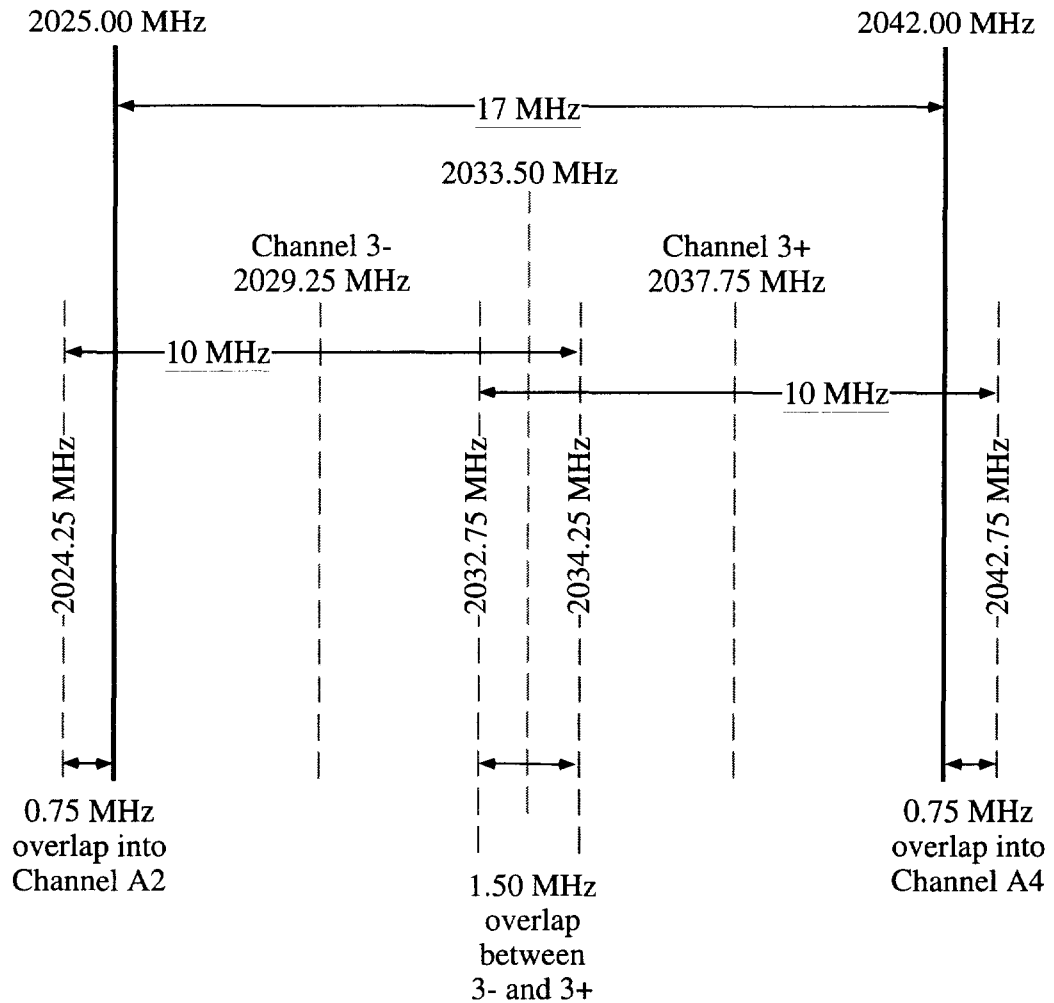 2025.00 MHz
2042.00 MHz
17 MHz
2033.50 MHz
Channel 3-
2029.25 MHz
Channel 3+
2037.75 MHz
10 MHz
10 MHz
2024.25 MHz
2032.75 MHz
2034.25 MHz
2042.75 MHz
0.75 MHz
overlap into
Channel A2
1.50 MHz
overlap
between
3- and 3+
0.75 MHz
overlap into
Channel A4